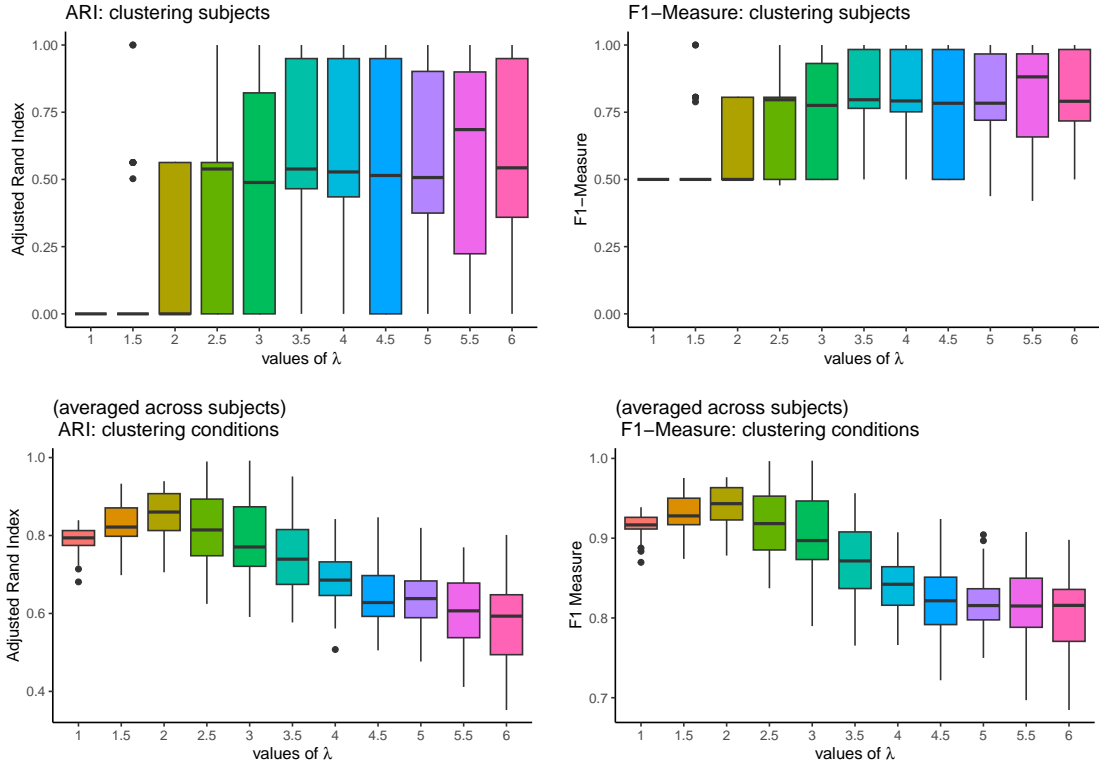 ARI: clustering subjects
Adjusted Rand Index
1.00
0.75
0.50
0.25
0.00
1 1.5 2 2.5 3 3.5 4 4.5 5 5.5 6
values of λ
F1−Measure: clustering subjects
F1−Measure
1.00
0.75
0.50
0.25
0.00
1 1.5 2 2.5 3 3.5 4 4.5 5 5.5 6
values of λ
(averaged across subjects)
ARI: clustering conditions
Adjusted Rand Index
1.0
0.8
0.6
0.4
1 1.5 2 2.5 3 3.5 4 4.5 5 5.5 6
values of λ
(averaged across subjects)
F1−Measure: clustering conditions
F1 Measure
1.0
0.9
0.8
0.7
1 1.5 2 2.5 3 3.5 4 4.5 5 5.5 6
values of λ